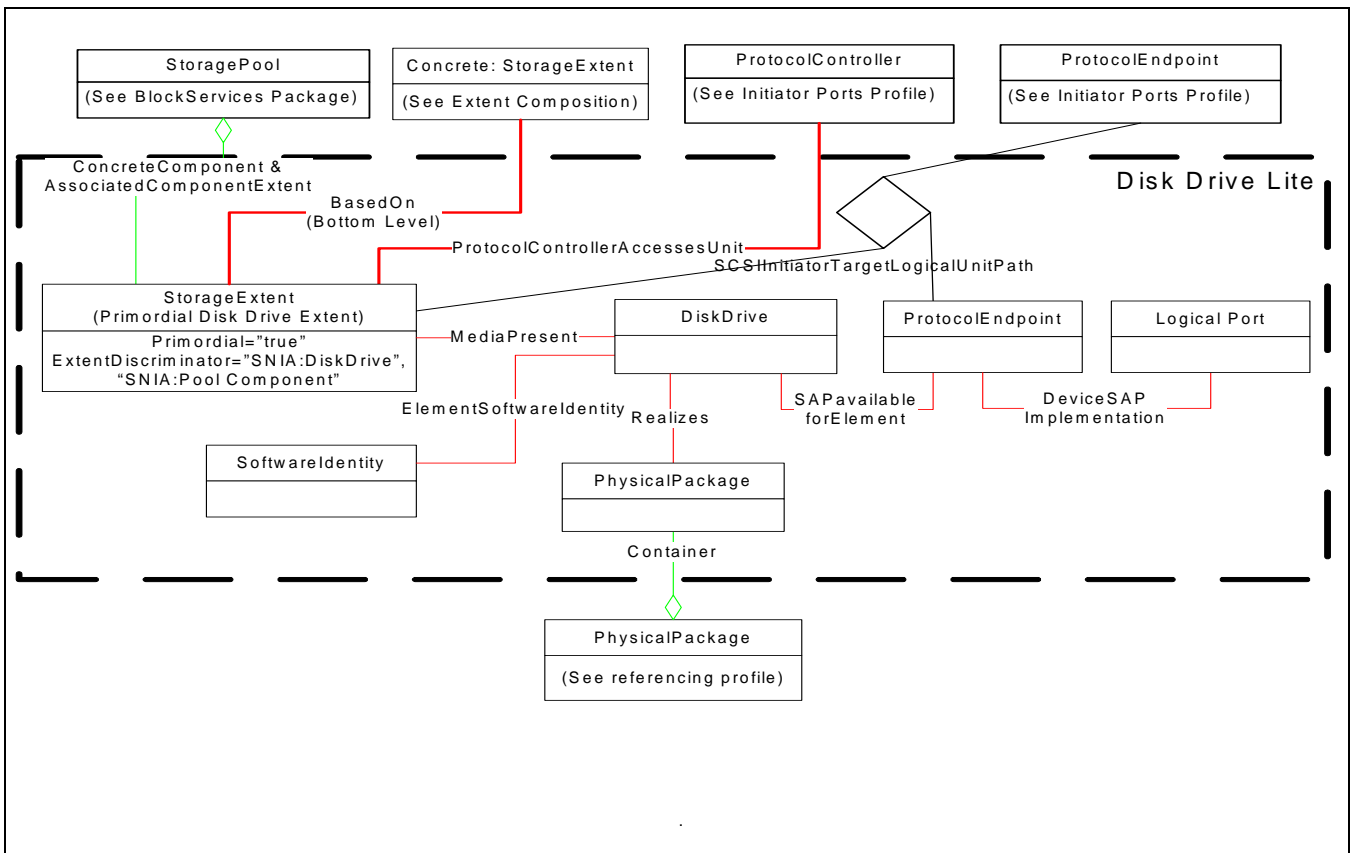 StoragePool
(See BlockServices Package)
Concrete: StorageExtent
(See Extent Composition)
ProtocolController
(See Initiator Ports Profile)
ProtocolEndpoint
(See Initiator Ports Profile)
ConcreteComponent &
AssociatedComponentExtent
Disk Drive Lite
BasedOn
(Bottom Level)
ProtocolControllerAccessesUnit
SCSIInitiatorTargetLogicalUnitPath
StorageExtent
(Primordial Disk Drive Extent)
Primordial="true"
ExtentDiscriminator="SNIA:DiskDrive”,
“SNIA:Pool Component”
MediaPresent
DiskDrive
ProtocolEndpoint
Logical Port
ElementSoftwareIdentity
Realizes
SAPavailable
forElement
DeviceSAP
Implementation
SoftwareIdentity
PhysicalPackage
Container
PhysicalPackage
(See referencing profile)
.